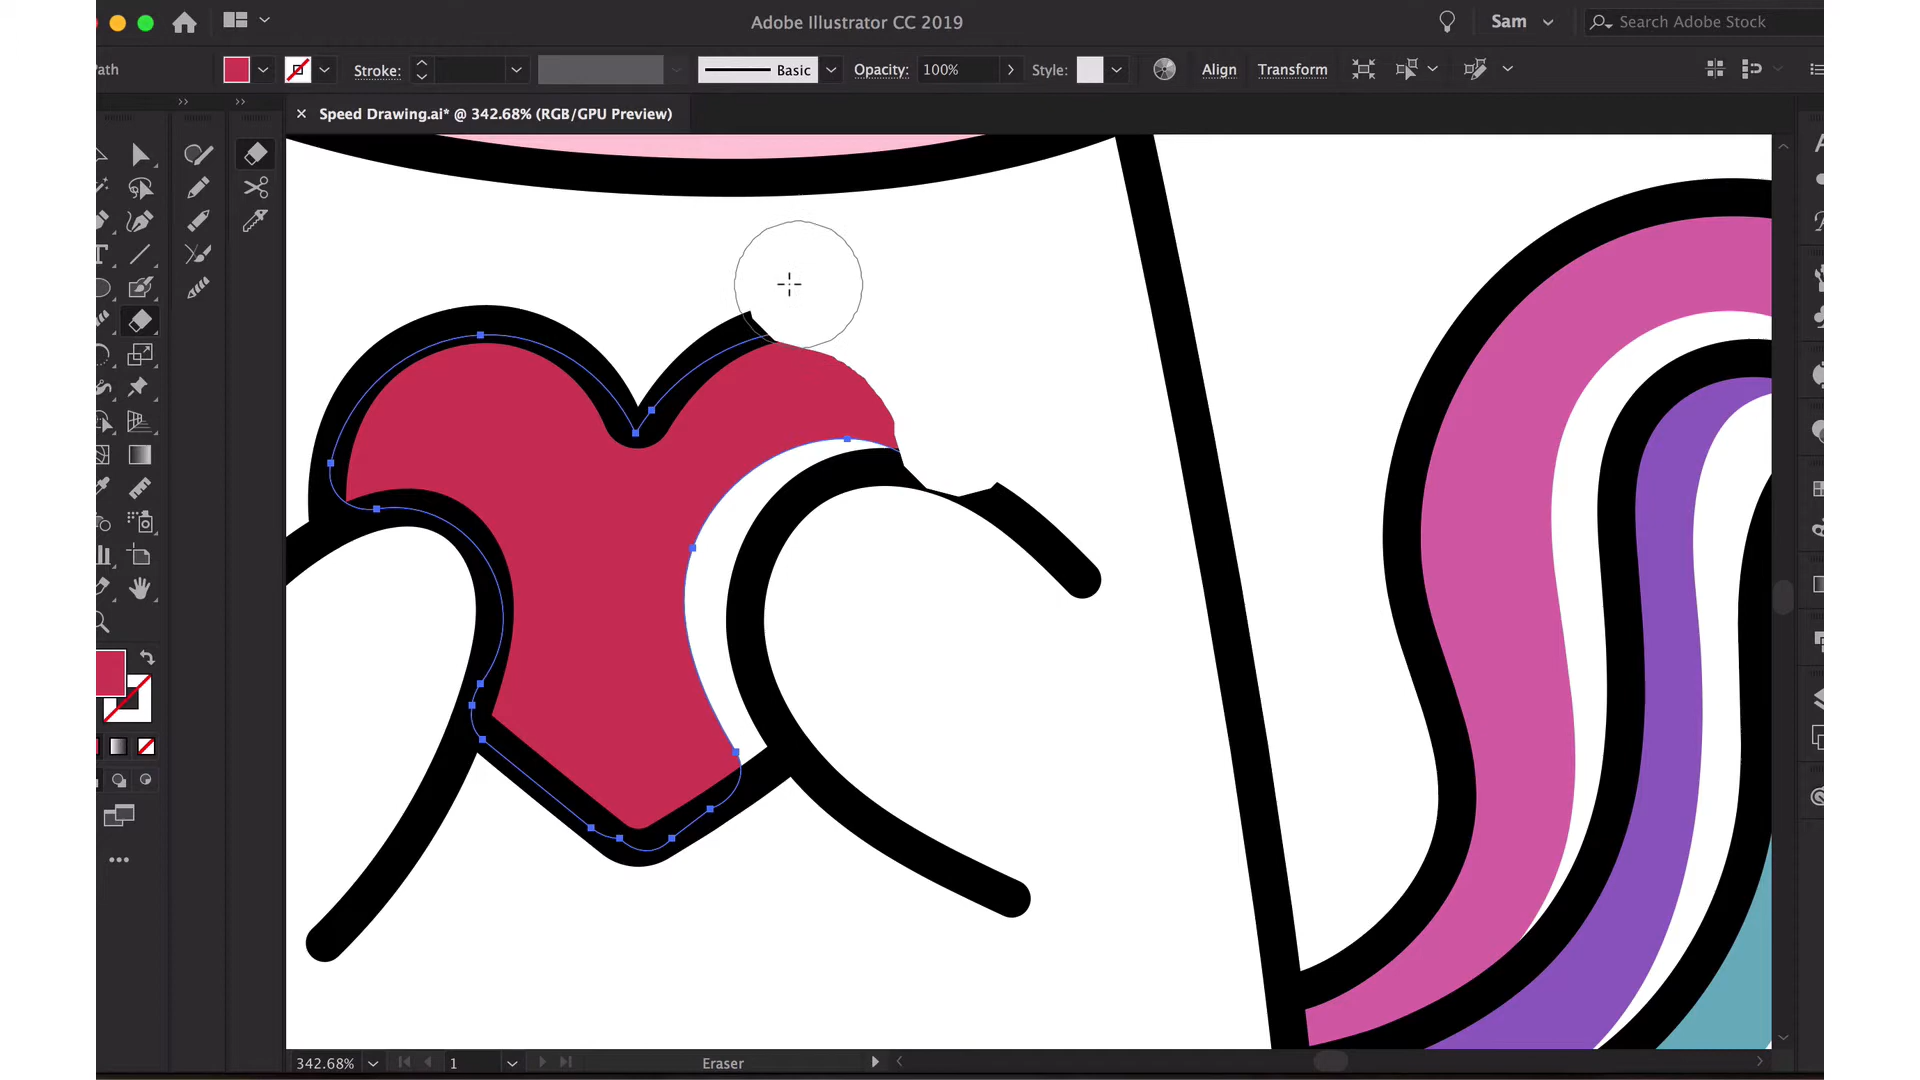 Adobe Illustrator CC 2019
Sam
Search Adobe Stock
ath
Stroke:
Basic
Opacity:
100%
Style:
Align
Transform
× Speed Drawing.ai* @ 342.68% (RGB/GPU Preview)
342.68%
1
Eraser